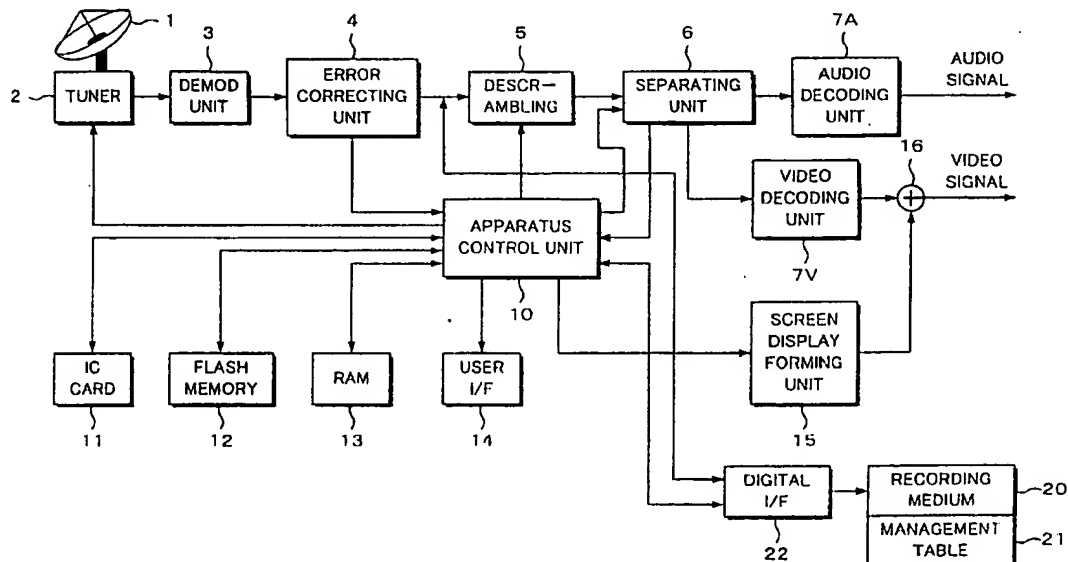 1
2
TUNER
3
DEMOD
UNIT
4
ERROR
CORRECTING
UNIT
5
DESCR-
AMBLING
6
SEPARATING
UNIT
7A
AUDIO
DECODING
UNIT
AUDIO
SIGNAL
VIDEO
DECODING
UNIT
7V
16
VIDEO
SIGNAL
APPARATUS
CONTROL UNIT
10
IC
CARD
11
FLASH
MEMORY
12
RAM
13
USER
I/F
14
SCREEN
DISPLAY
FORMING
UNIT
15
DIGITAL
I/F
22
RECORDING
MEDIUM
20
MANAGEMENT
TABLE
21